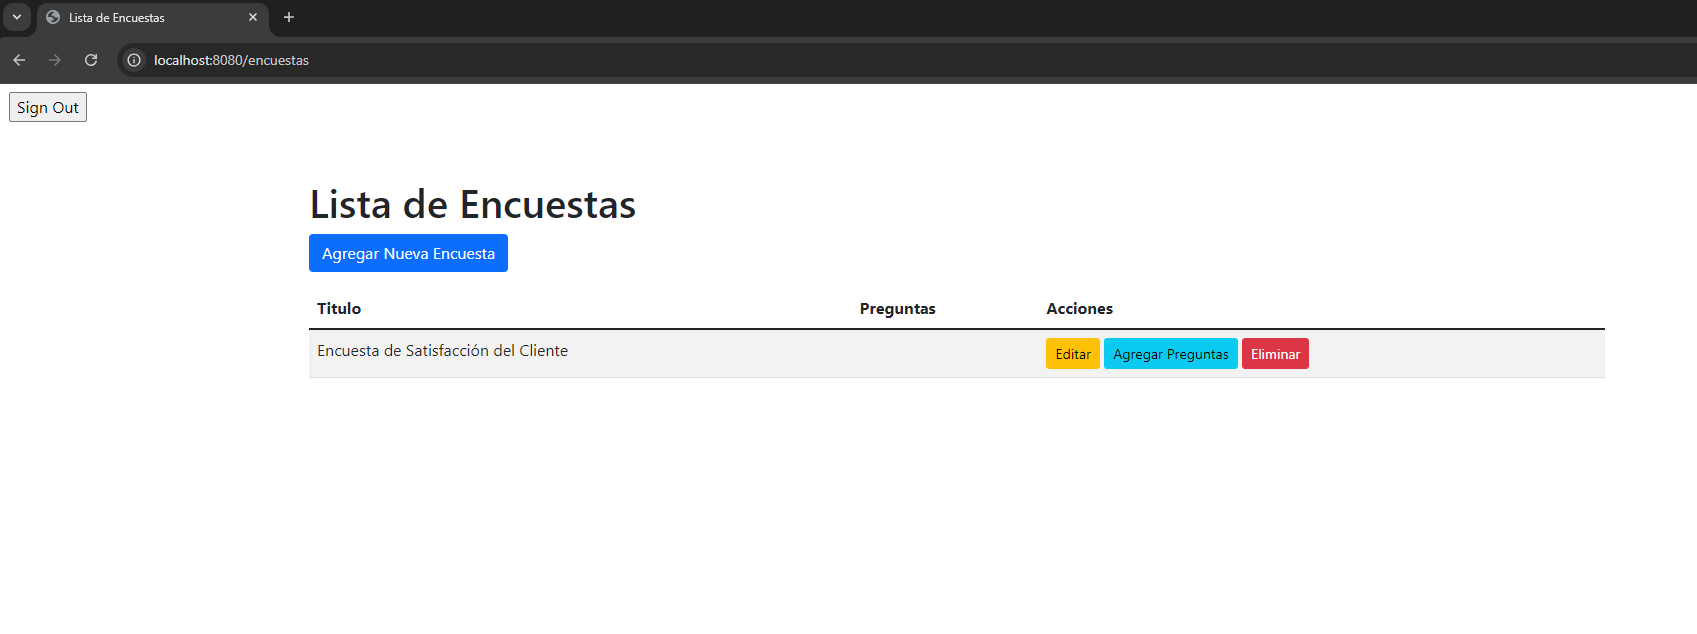 Lista de Encuestas
localhost:8080/encuestas
Sign Out
Lista de Encuestas
Agregar Nueva Encuesta
Titulo Preguntas Acciones
Encuesta de Satisfacción del Cliente Editar Agregar Preguntas Eliminar